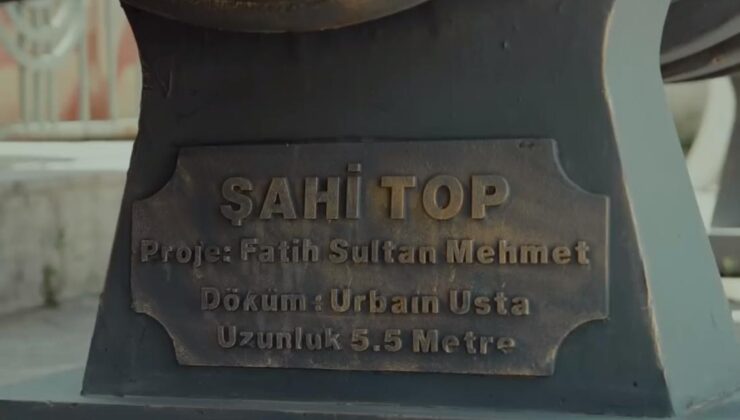 ŞAHİ TOP
Proje: Fatih Sultan Mehmet
Döküm : Urbain Usta
Uzunluk 5.5 Metre